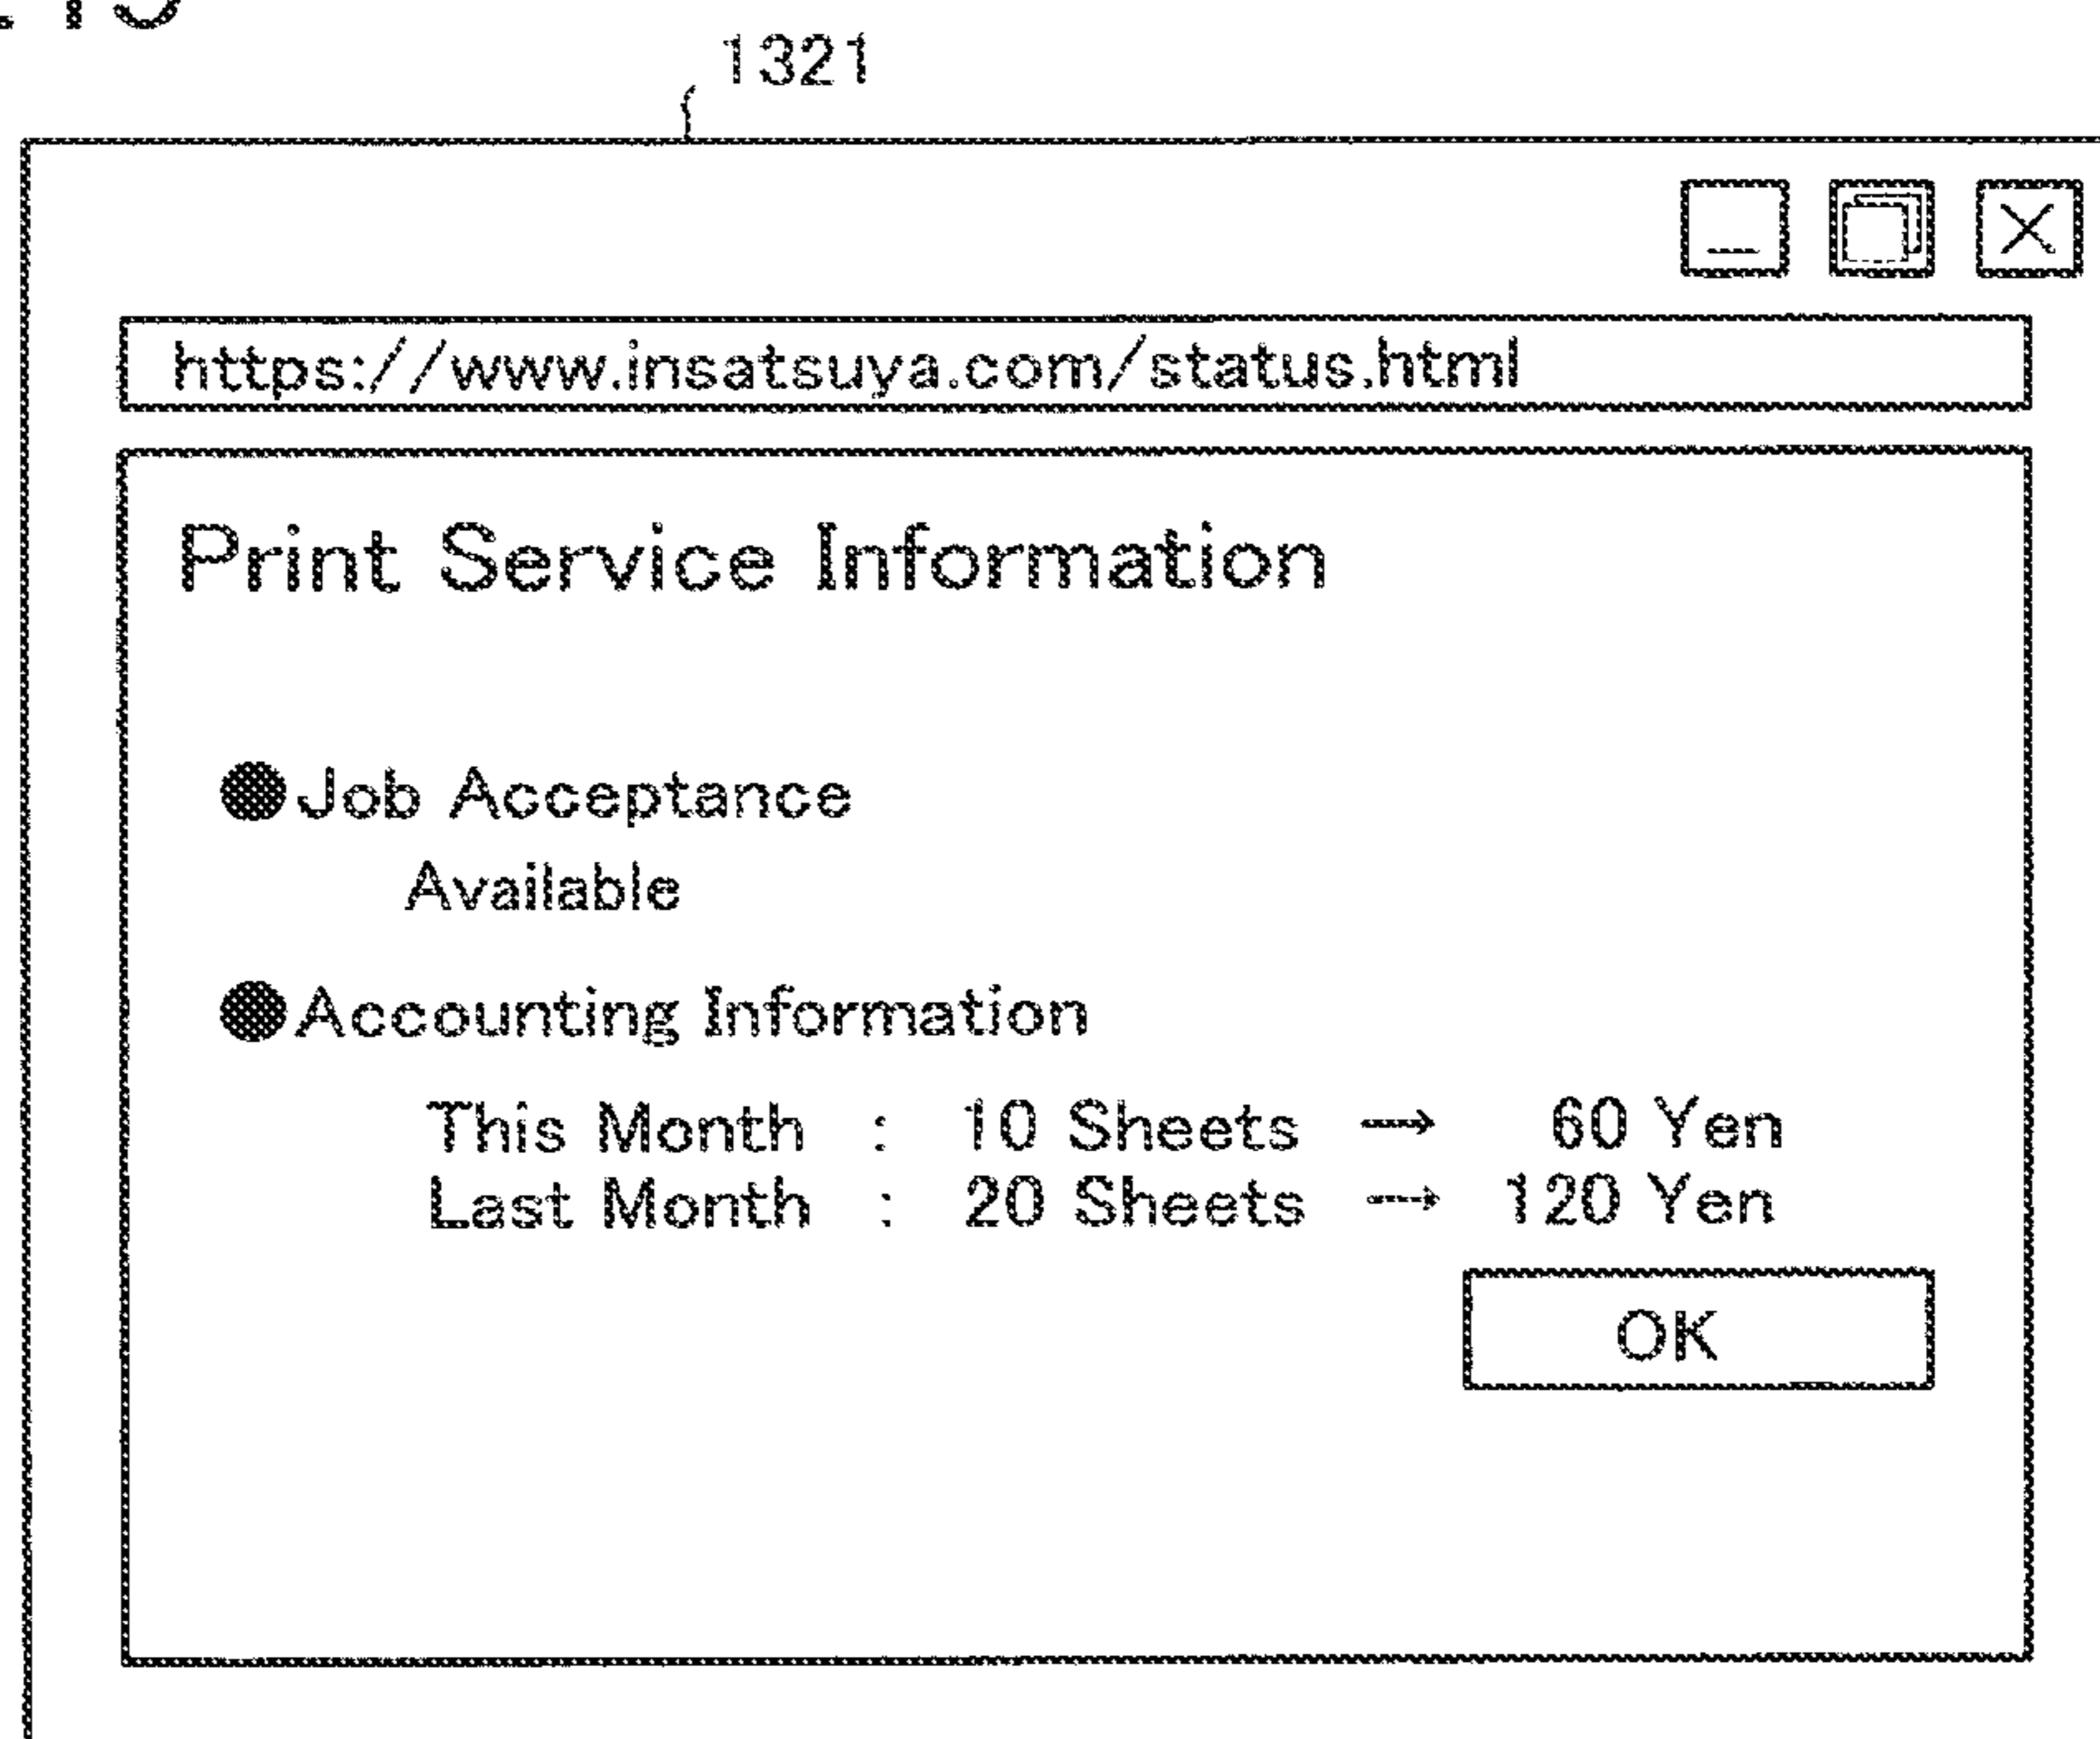 1321
https://www.insatsuya.com/status.html
Print Service Information
●Job Acceptance
Available
●Accounting Information
This Month : 10 Sheets → 60 Yen
Last Month : 20 Sheets → 120 Yen
OK